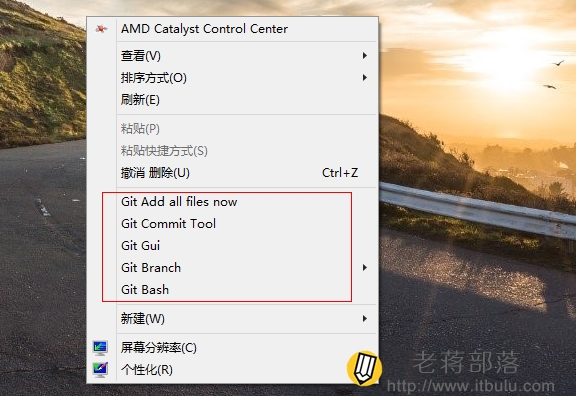 AMD Catalyst Control Center
查看(V)
排序方式(O)
刷新(E)
粘贴(P)
粘贴快捷方式(S)
撤消 删除(U) Ctrl+Z
Git Add all files now
Git Commit Tool
Git Gui
Git Branch
Git Bash
新建(W)
屏幕分辨率(C)
个性化(R)
老蒋部落
http://www.itbulu.com/